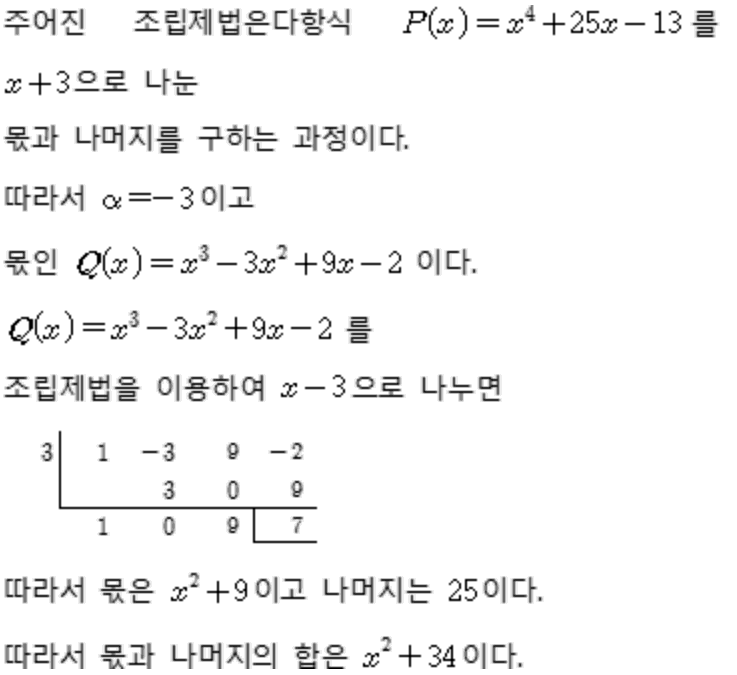 주어진 조립제법은다항식 P(x)=x⁴+25x-13 를
x+3으로 나눈
몫과 나머지를 구하는 과정이다.
따라서 α=-3이고
몫인 Q(x)=x³-3x²+9x-2 이다.
Q(x)=x³-3x²+9x-2 를
조립제법을 이용하여 x-3으로 나누면
3 1 -3 9 -2
3 0 9
1 0 9 7
따라서 몫은 x²+9이고 나머지는 25이다.
따라서 몫과 나머지의 합은 x²+34이다.